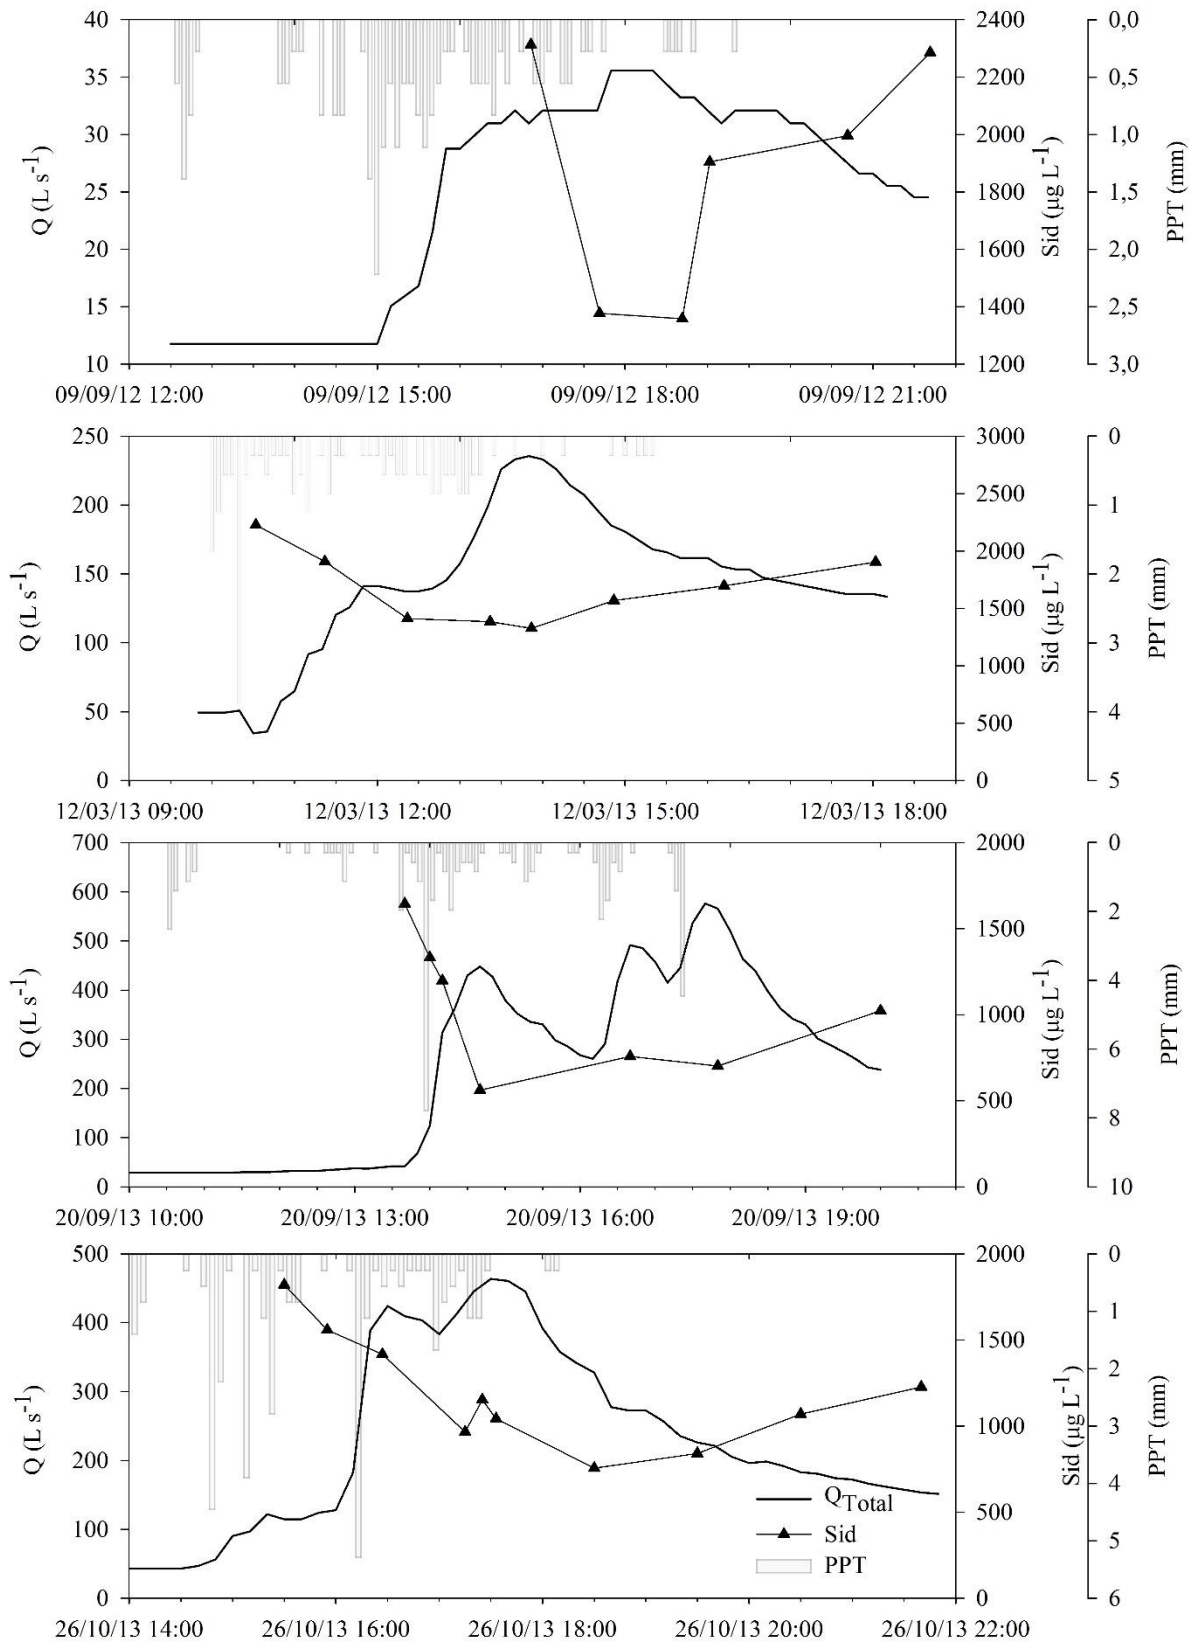 40 2400 0,0
35 2200 0,5
30 2000 1,0
25 1800 1,5
20 1600 2,0
15 1400 2,5
10 1200 3,0
Q (L s⁻¹) Sid (µg L⁻¹) PPT (mm)
09/09/12 12:00 09/09/12 15:00 09/09/12 18:00 09/09/12 21:00
250 3000 0
200 2500 1
150 2000 2
100 1500 3
50 1000 4
0 500 5
0
Q (L s⁻¹) Sid (µg L⁻¹) PPT (mm)
12/03/13 09:00 12/03/13 12:00 12/03/13 15:00 12/03/13 18:00
700 2000 0
600 1500 2
500 1000 4
400 500 6
300 0 8
200 10
100
0
Q (L s⁻¹) Sid (µg L⁻¹) PPT (mm)
20/09/13 10:00 20/09/13 13:00 20/09/13 16:00 20/09/13 19:00
500 2000 0
400 1500 1
300 1000 2
200 500 3
100 0 4
0 5
6
Q (L s⁻¹) Sid (µg L⁻¹) PPT (mm)
Q Total
Sid
PPT
26/10/13 14:00 26/10/13 16:00 26/10/13 18:00 26/10/13 20:00 26/10/13 22:00